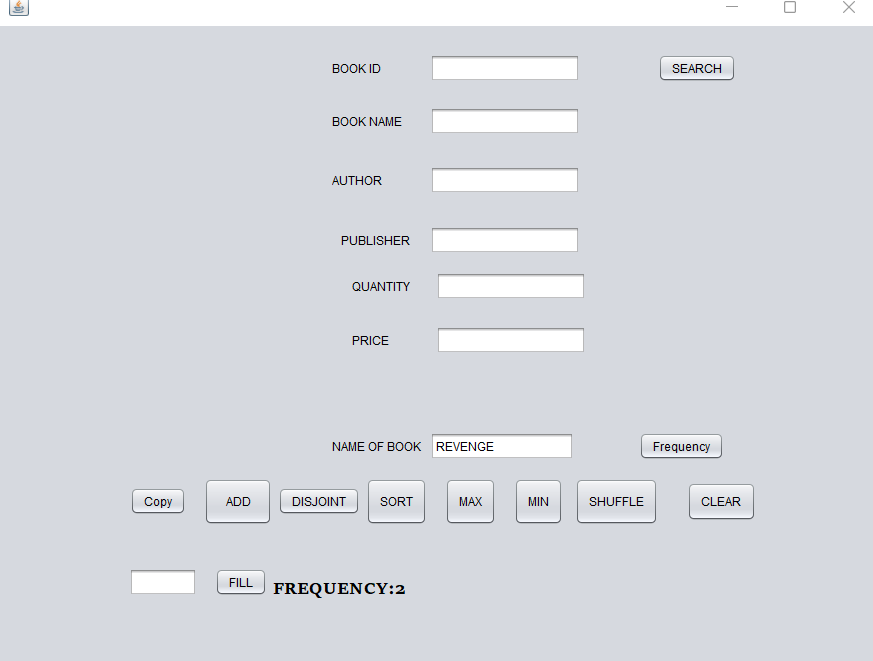 BOOK ID SEARCH
BOOK NAME
AUTHOR
PUBLISHER
QUANTITY
PRICE
NAME OF BOOK REVENGE Frequency
Copy ADD DISJOINT SORT MAX MIN SHUFFLE CLEAR
FILL FREQUENCY:2